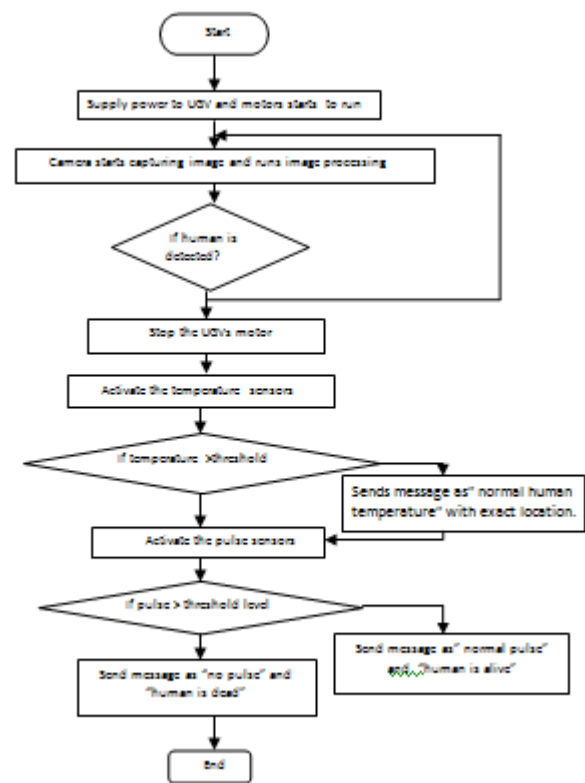 Start
Supply power to UGV and motors starts to run
Camera starts capturing image and runs image processing
If human is
detected?
Stop the UGVs motor
Activate the temperature sensors
If temperature >threshold
Sends message as" normal human
temperature" with exact location.
Activate the pulse sensors
If pulse > threshold level
Send message as" normal pulse"
and "human is alive"
Send message as "no pulse" and
"human is dead"
End